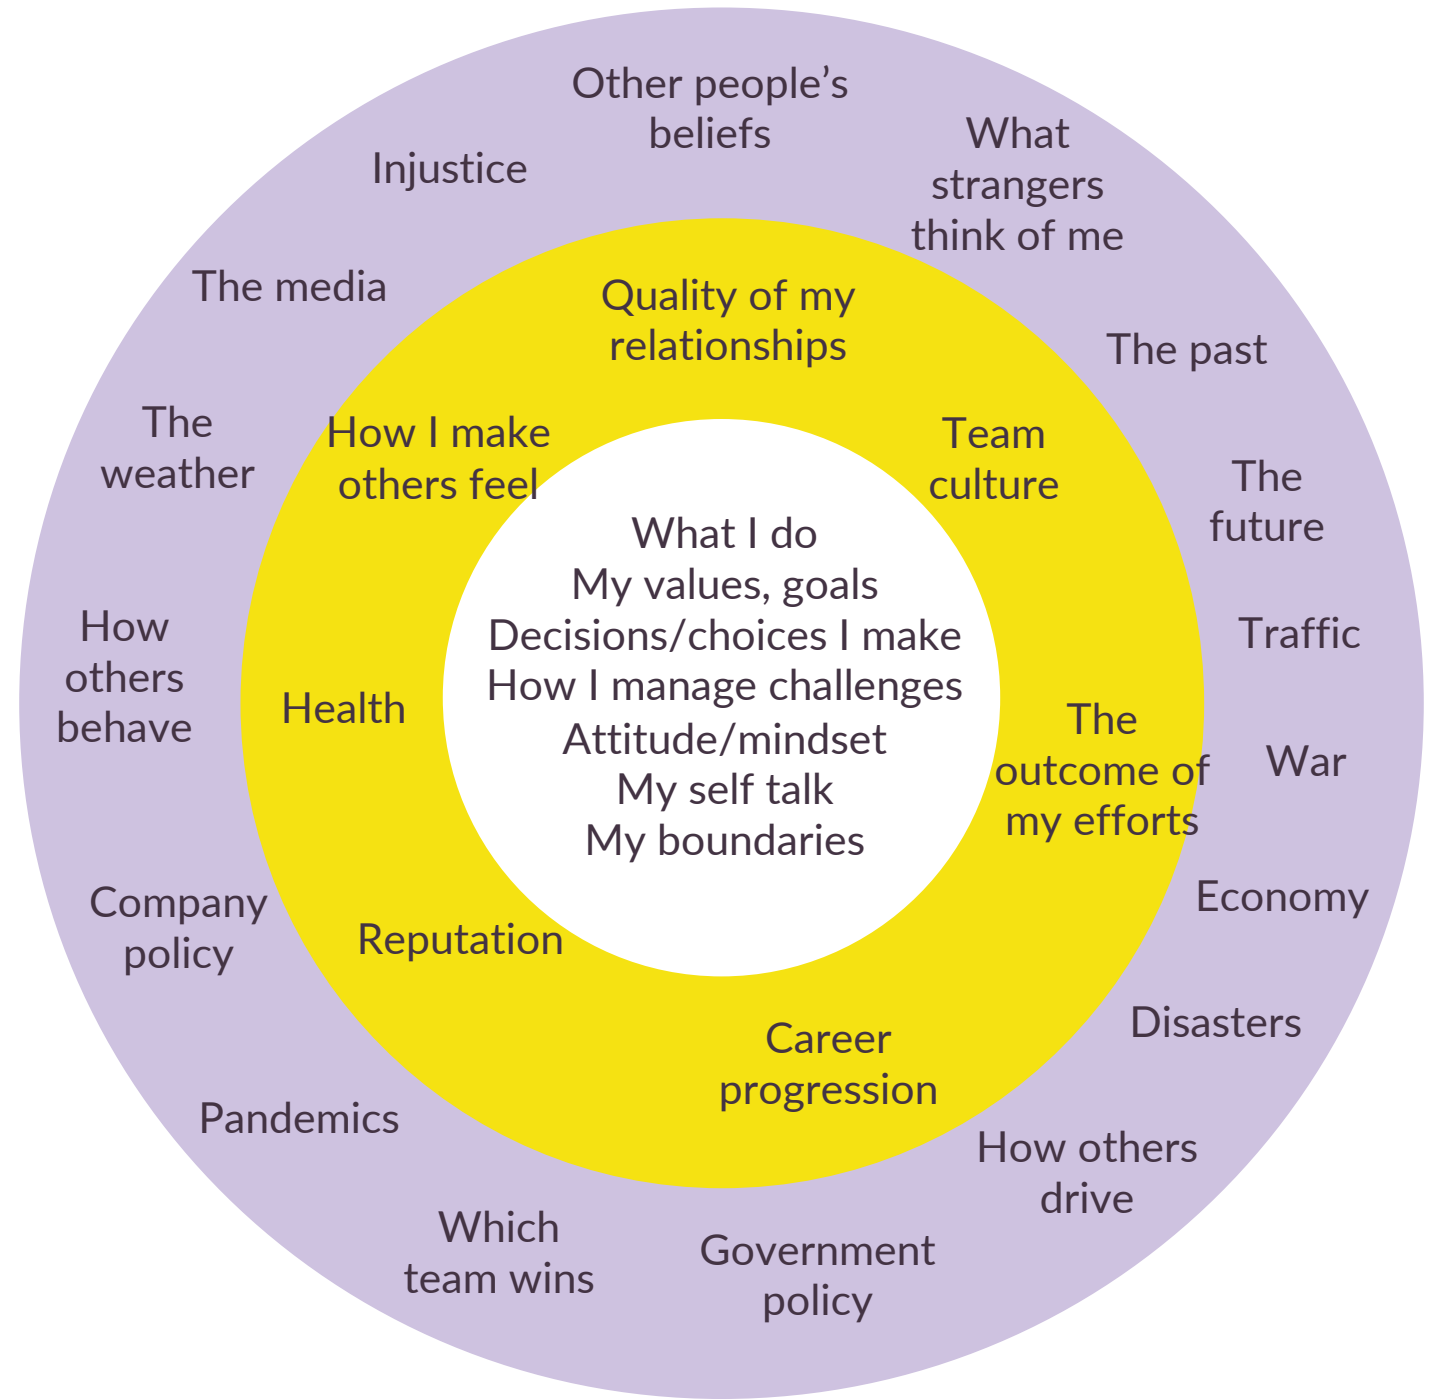 Other people’s
beliefs
What
strangers
think of me
Injustice
The media
The past
The
weather
The
future
How
others
behave
Traffic
War
Company
policy
Economy
Disasters
Pandemics
How others
drive
Which
team wins
Government
policy
Quality of my
relationships
How I make
others feel
Team
culture
Health
The
outcome of
my efforts
Reputation
Career
progression
What I do
My values, goals
Decisions/choices I make
How I manage challenges
Attitude/mindset
My self talk
My boundaries